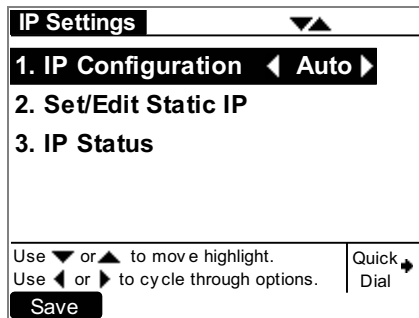 IP Settings ▼▲
1. IP Configuration ◀ Auto ▶
2. Set/Edit Static IP
3. IP Status
Use ▼ or ▲ to move highlight.
Use ◀ or ▶ to cycle through options.
Quick
Dial
Save